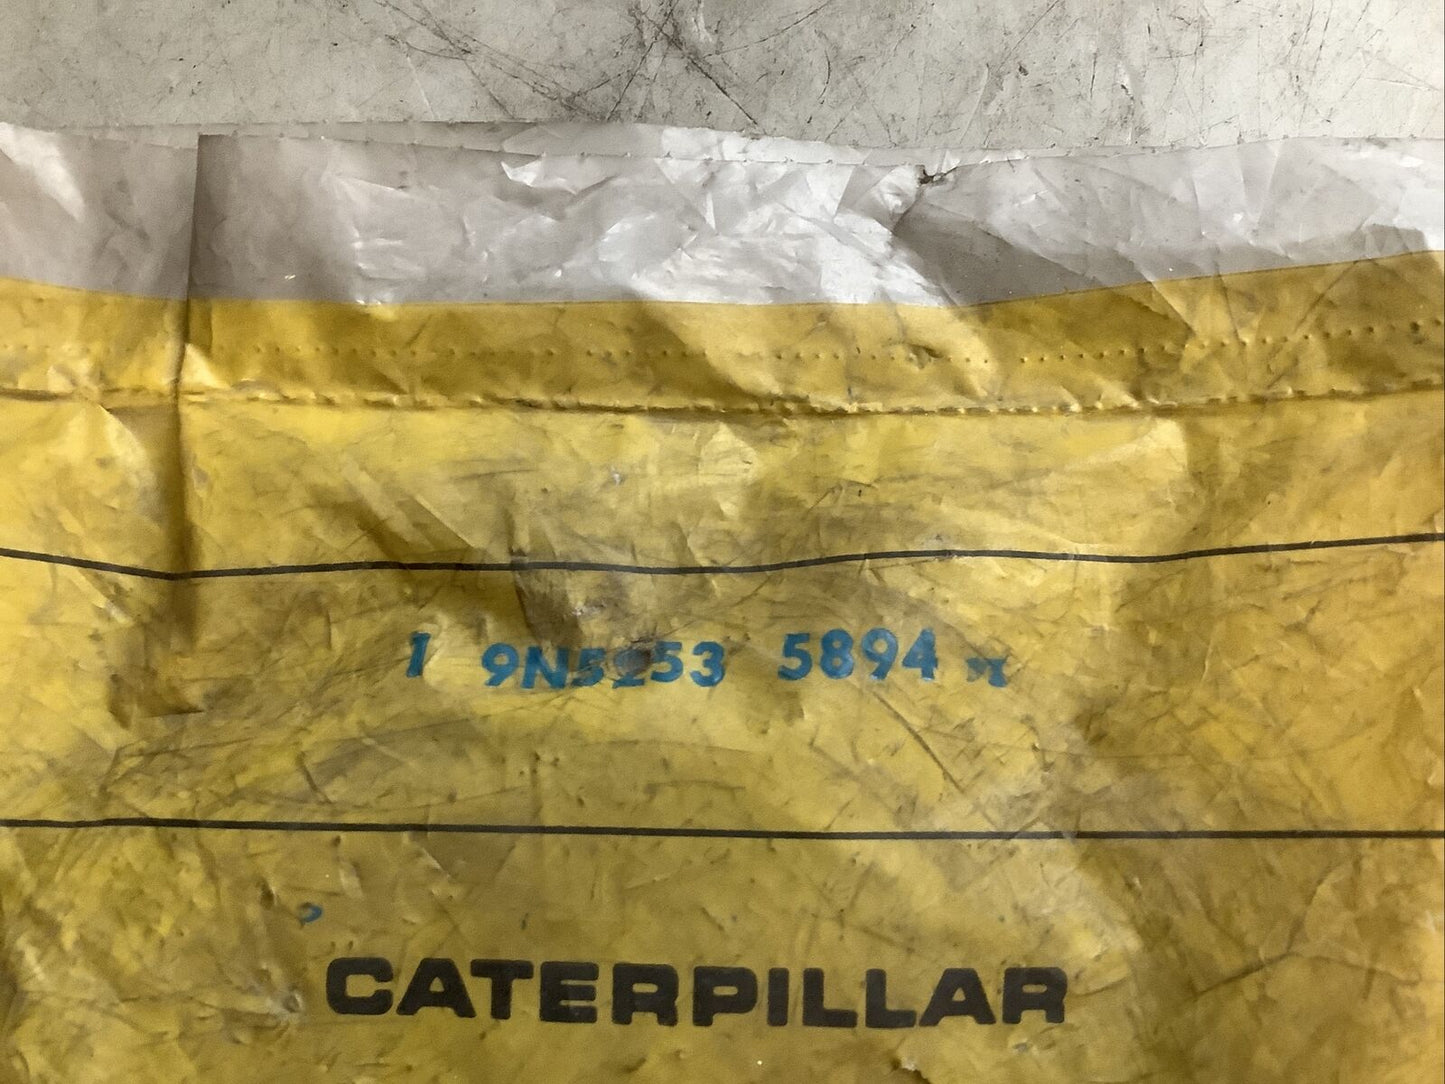 1 9N5253 5894
CATERPILLAR